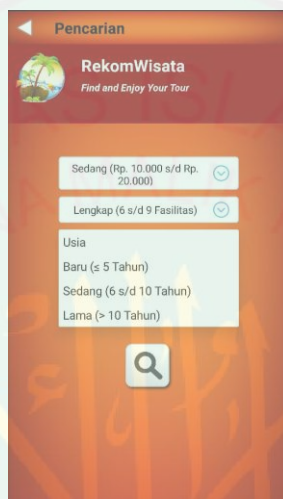 Pencarian
RekomWisata
Find and Enjoy Your Tour
Sedang (Rp. 10.000 s/d Rp.
20.000)
Lengkap (6 s/d 9 Fasilitas)
Usia
Baru (≤ 5 Tahun)
Sedang (6 s/d 10 Tahun)
Lama (> 10 Tahun)